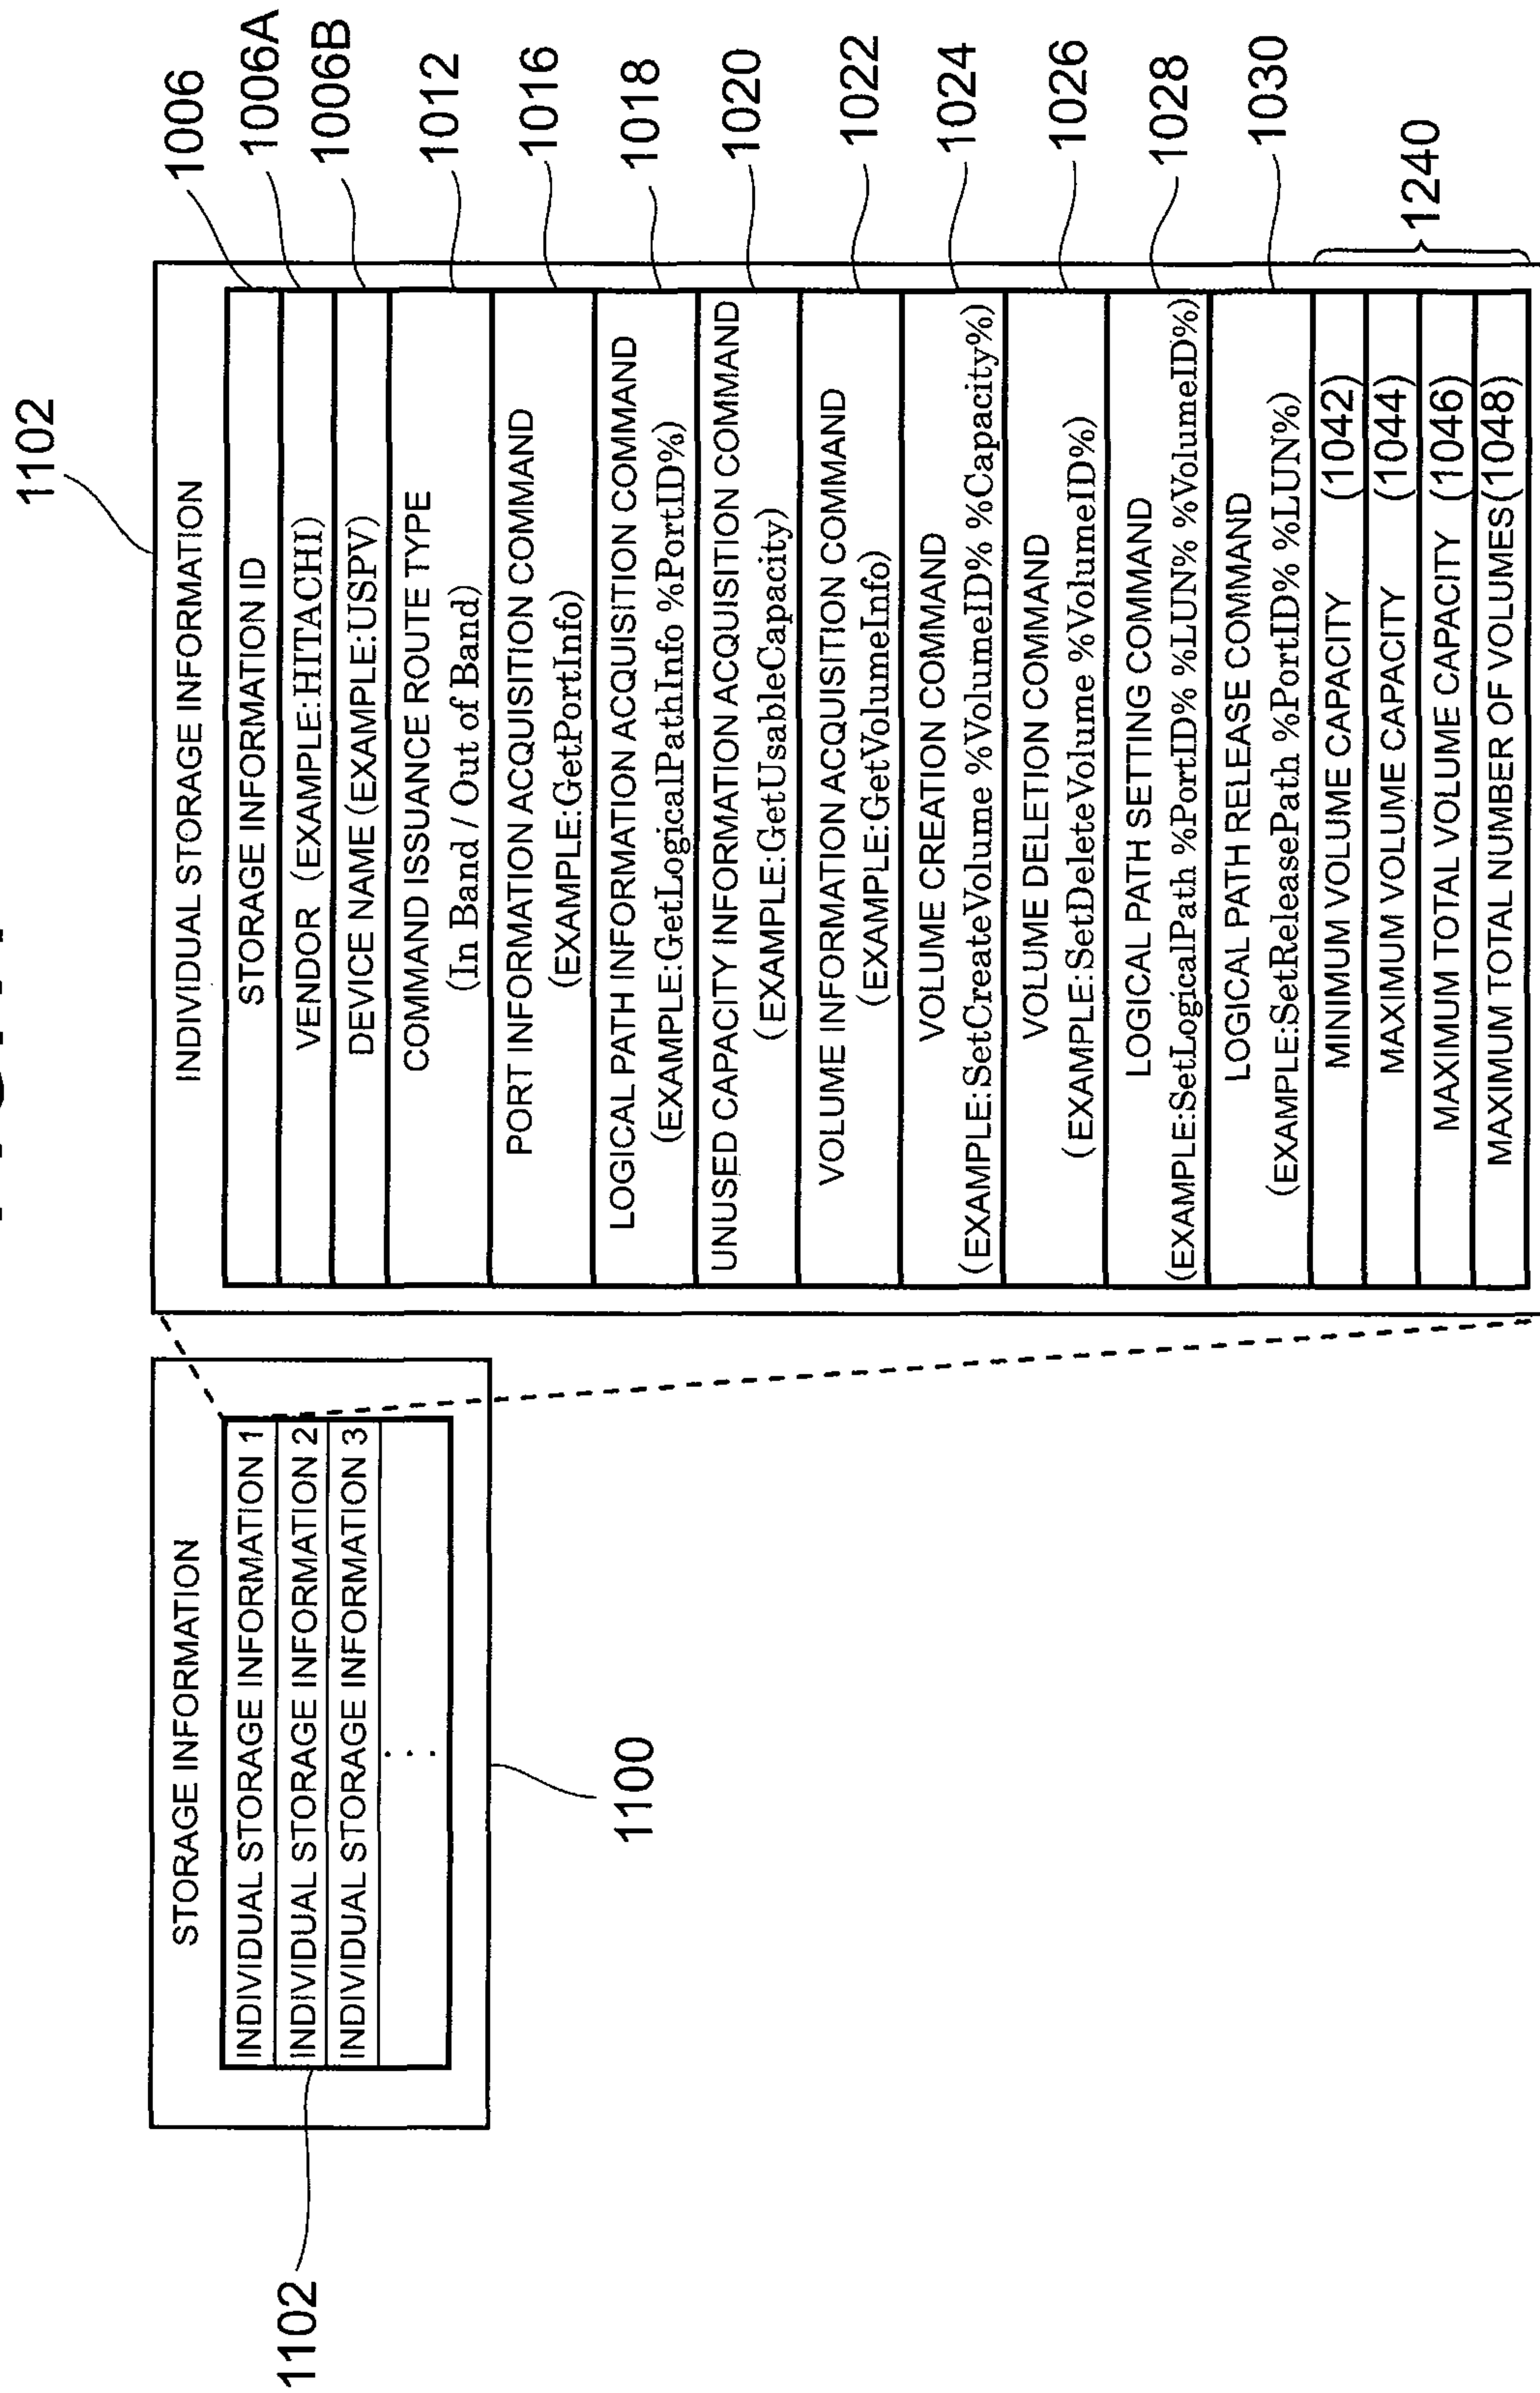 1102
INDIVIDUAL STORAGE INFORMATION
STORAGE INFORMATION ID
1006
VENDOR (EXAMPLE:HITACHI)
1006A
DEVICE NAME (EXAMPLE:USPV)
1006B
COMMAND ISSUANCE ROUTE TYPE
(In Band / Out of Band)
1012
PORT INFORMATION ACQUISITION COMMAND
(EXAMPLE:GetPortInfo)
1016
LOGICAL PATH INFORMATION ACQUISITION COMMAND
(EXAMPLE:GetLogicalPathInfo %PortID%)
1018
UNUSED CAPACITY INFORMATION ACQUISITION COMMAND
(EXAMPLE:GetUsableCapacity)
1020
VOLUME INFORMATION ACQUISITION COMMAND
(EXAMPLE:GetVolumeInfo)
1022
VOLUME CREATION COMMAND
(EXAMPLE:SetCreateVolume %VolumeID% %Capacity%)
1024
VOLUME DELETION COMMAND
(EXAMPLE:SetDeleteVolume %VolumeID%)
1026
LOGICAL PATH SETTING COMMAND
(EXAMPLE:SetLogicalPath %PortID% %LUN% %VolumeID%)
1028
LOGICAL PATH RELEASE COMMAND
(EXAMPLE:SetReleasePath %PortID% %LUN%)
1030
MINIMUM VOLUME CAPACITY (1042)
MAXIMUM VOLUME CAPACITY (1044)
MAXIMUM TOTAL VOLUME CAPACITY (1046)
MAXIMUM TOTAL NUMBER OF VOLUMES (1048)
1240
STORAGE INFORMATION
INDIVIDUAL STORAGE INFORMATION 1
INDIVIDUAL STORAGE INFORMATION 2
INDIVIDUAL STORAGE INFORMATION 3
1102
1100